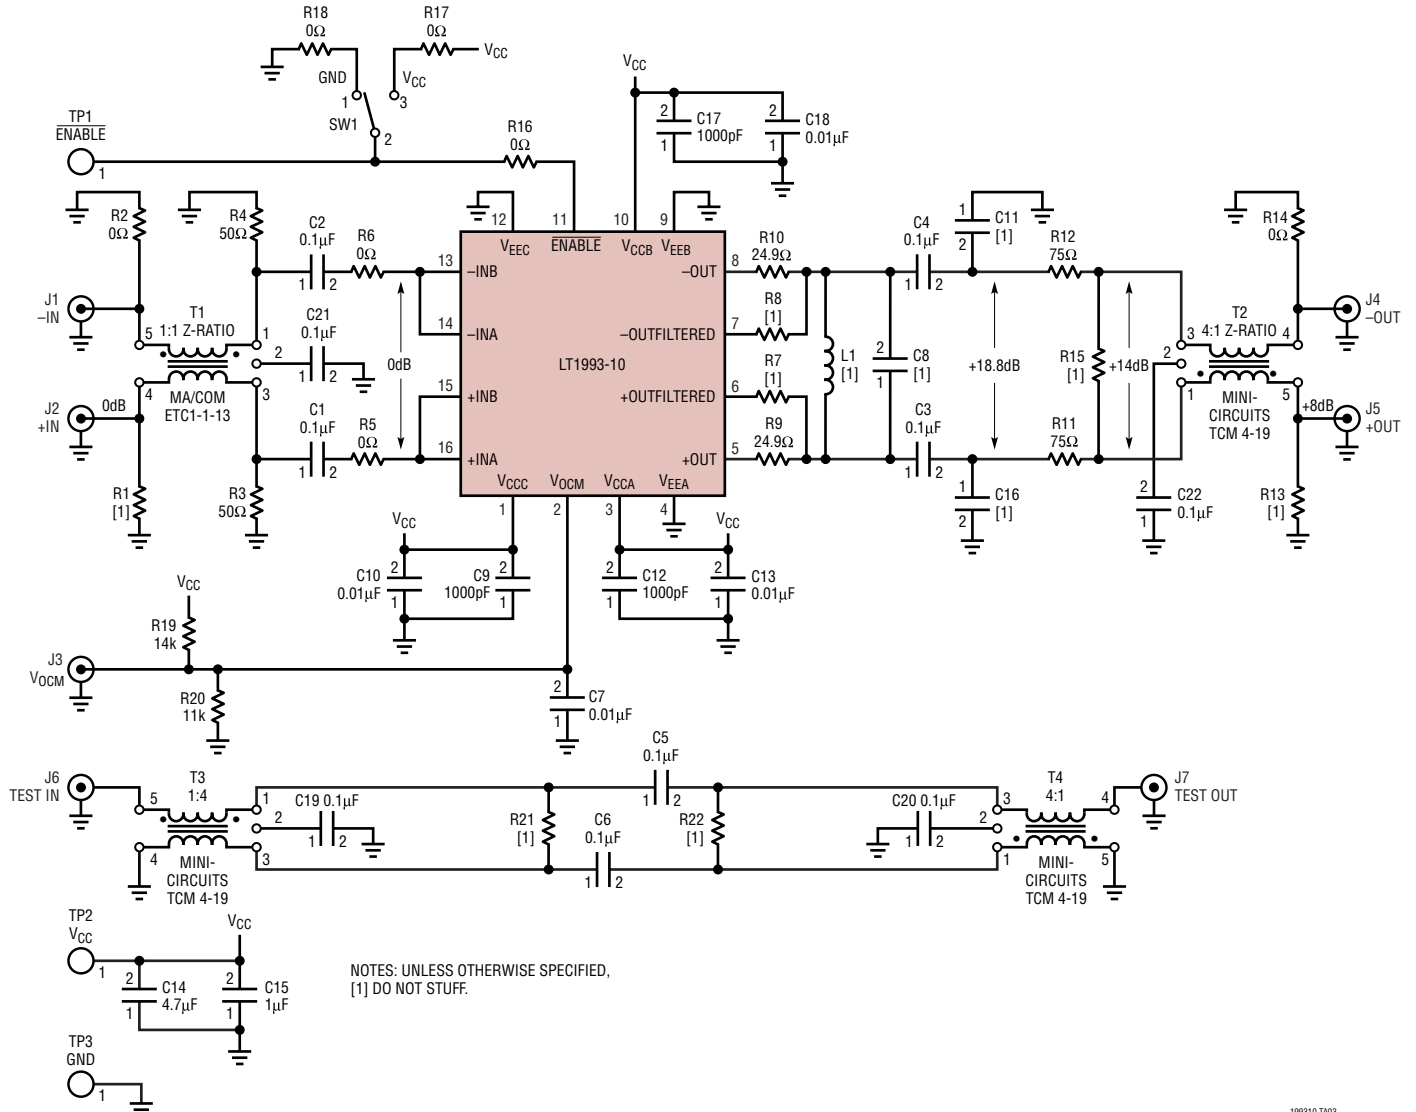 R18
0Ω
R17
0Ω
VCC
GND
VCC
1
3
SW1
2
TP1
ENABLE
1
R16
0Ω
VCC
2
1
C17
1000pF
2
1
C18
0.01µF
R2
0Ω
R4
50Ω
C2
0.1µF
1 2
R6
0Ω
12
11
10
9
VEEC
ENABLE
VCCB
VEEB
13
–INB
14
–INA
15
+INB
16
+INA
LT1993-10
–OUT
8
–OUTFILTERED
7
+OUTFILTERED
6
+OUT
5
VCCC
VOCM
VCCA
VEEA
1
2
3
4
J1
–IN
T1
1:1 Z-RATIO
5
1
2
4
3
MA/COM
ETC1-1-13
C21
0.1µF
1 2
0dB
J2
+IN
0dB
C1
0.1µF
1 2
R5
0Ω
R1
[1]
R3
50Ω
R10
24.9Ω
R8
[1]
R7
[1]
R9
24.9Ω
L1
[1]
2
1
C8
[1]
C4
0.1µF
1 2
C3
0.1µF
1 2
1
2
C11
[1]
1
2
C16
[1]
+18.8dB
R12
75Ω
R15
[1]
R11
75Ω
+14dB
R14
0Ω
T2
4:1 Z-RATIO
3
4
2
1
5
MINI-
CIRCUITS
TCM 4-19
J4
–OUT
+8dB
J5
+OUT
2
1
C22
0.1µF
R13
[1]
VCC
2
1
C10
0.01µF
2
1
C9
1000pF
2
1
C12
1000pF
VCC
2
1
C13
0.01µF
VCC
R19
14k
J3
VOCM
R20
11k
2
1
C7
0.01µF
J6
TEST IN
T3
1:4
5
1
2
4
3
MINI-
CIRCUITS
TCM 4-19
C19 0.1µF
1 2
R21
[1]
C5
0.1µF
1 2
C6
0.1µF
1 2
R22
[1]
C20 0.1µF
1 2
T4
4:1
3
4
2
1
5
MINI-
CIRCUITS
TCM 4-19
J7
TEST OUT
TP2
VCC
1
VCC
2
1
C14
4.7µF
2
1
C15
1µF
NOTES: UNLESS OTHERWISE SPECIFIED,
[1] DO NOT STUFF.
TP3
GND
1
199310 TA03